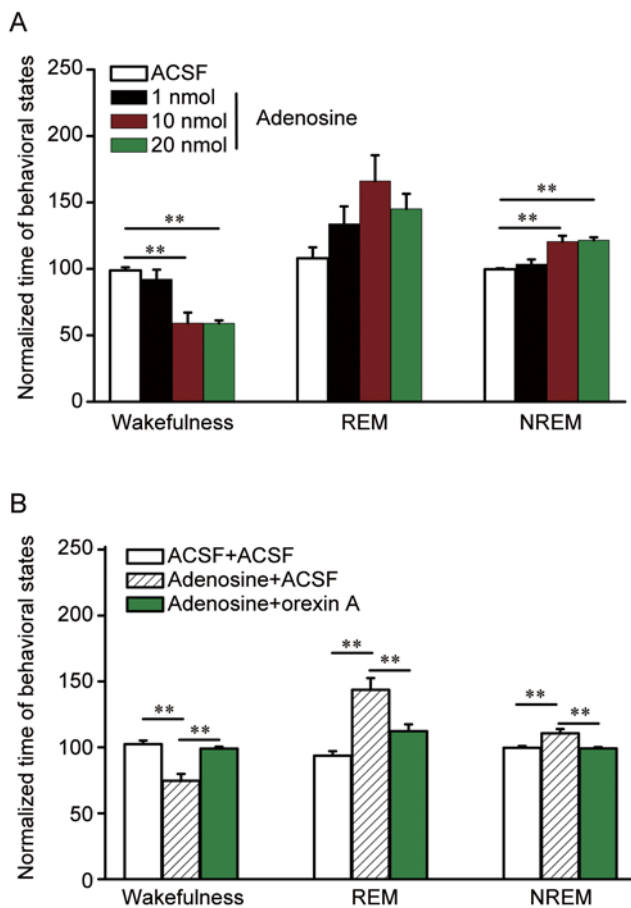 A
Normalized time of behavioral states
250
200
150
100
50
0
ACSF
1 nmol
10 nmol
20 nmol
Adenosine
**
**
**
**
Wakefulness
REM
NREM
B
Normalized time of behavioral states
250
200
150
100
50
0
ACSF+ACSF
Adenosine+ACSF
Adenosine+orexin A
**
**
**
**
**
**
Wakefulness
REM
NREM